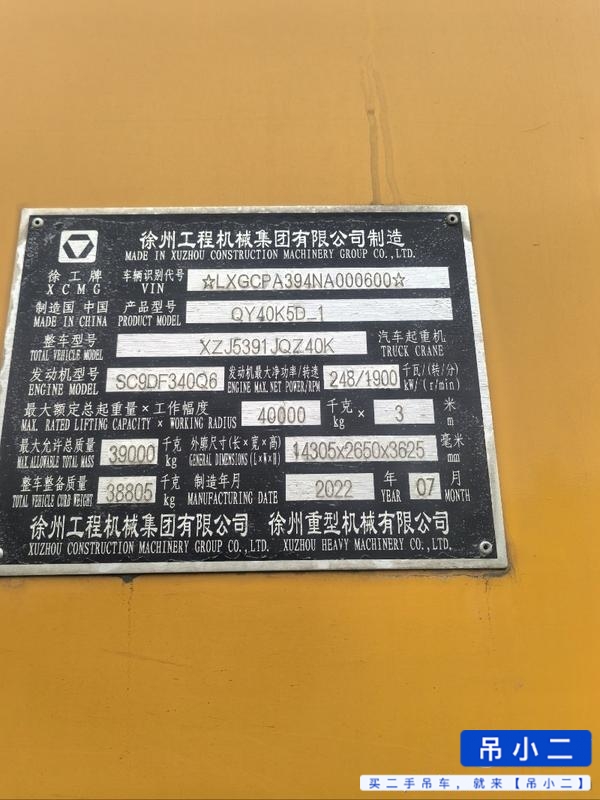 徐州工程机械集团有限公司制造
MADE IN XUZHOU CONSTRUCTION MACHINERY GROUP CO.,LTD.
徐工牌 车辆识别代号 ☆LXGCPA394NA000600☆
XCMG VIN
制造国 中国 产品型号 QY40K5D_1
MADE IN CHINA PRODUCT MODEL
整车型号 XZJ5391JQZ40K 汽车起重机
TOTAL VEHICLE MODEL TRUCK CRANE
发动机型号 SC9DF340Q6 发动机最大净功率/转速 248/1900 千瓦/(转/分)
ENGINE MODEL ENGINE MAX.NET POWER/RPM kW/(r/min)
最大额定总起重量×工作幅度 40000 千克 × 3 米
MAX. RATED LIFTING CAPACITY × WORKING RADIUS kg m
最大允许总质量 39000 千克 外廓尺寸(长×宽×高) 14305x2650x3625 毫米
MAX.ALLOWABLE TOTAL MASS kg GENERAL DIMENSIONS (L×W×H) mm
整车整备质量 38805 千克 制造年月 2022 年 07 月
TOTAL VEHICLE CURB WEIGHT kg MANUFACTURING DATE YEAR MONTH
徐州工程机械集团有限公司 徐州重型机械有限公司
XUZHOU CONSTRUCTION MACHINERY GROUP CO.,LTD. XUZHOU HEAVY MACHINERY CO.,LTD.
吊小二
买二手吊车，就来【吊小二】